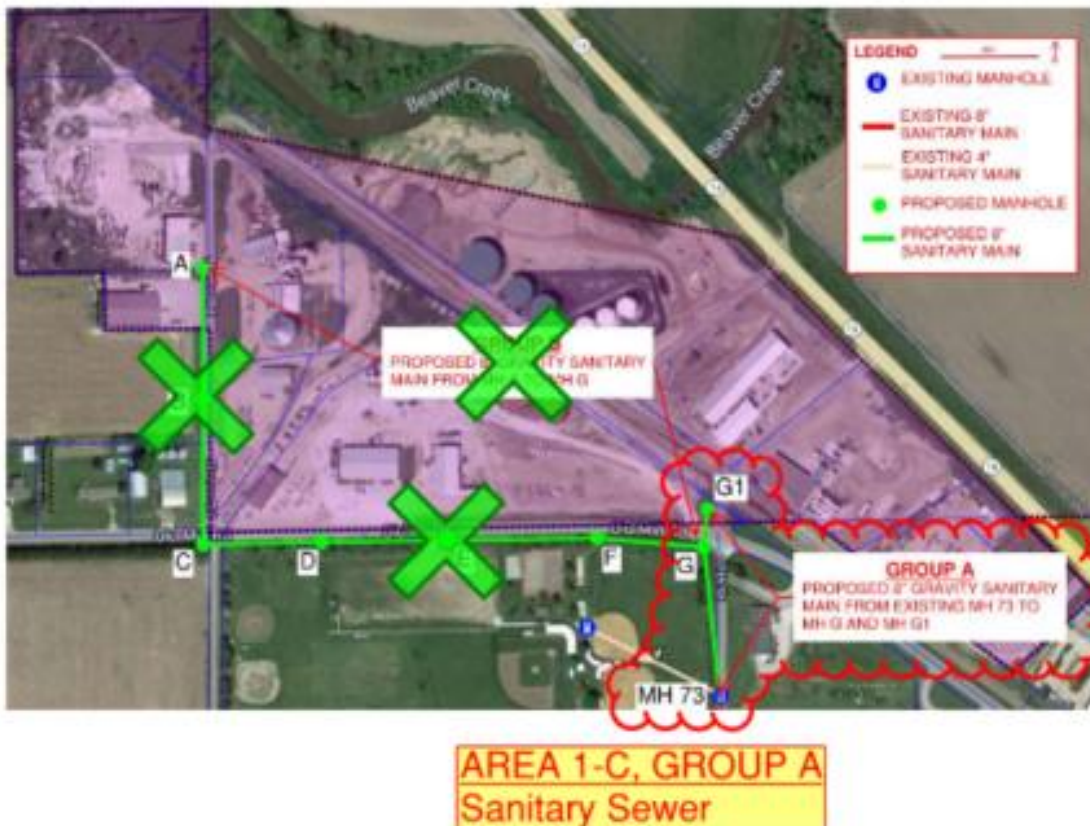 LEGEND
EXISTING MANHOLE
EXISTING 8"
SANITARY MAIN
EXISTING 4"
SANITARY MAIN
PROPOSED MANHOLE
PROPOSED 8"
SANITARY MAIN
Beaver Creek
Beaver Creek
A
PROPOSED
SANITARY
MAIN FROM
G
G1
C
D
E
F
G
GROUP A
PROPOSED 8" GRAVITY SANITARY
MAIN FROM EXISTING MH 73 TO
MH G AND MH G1
MH 73
AREA 1-C, GROUP A
Sanitary Sewer